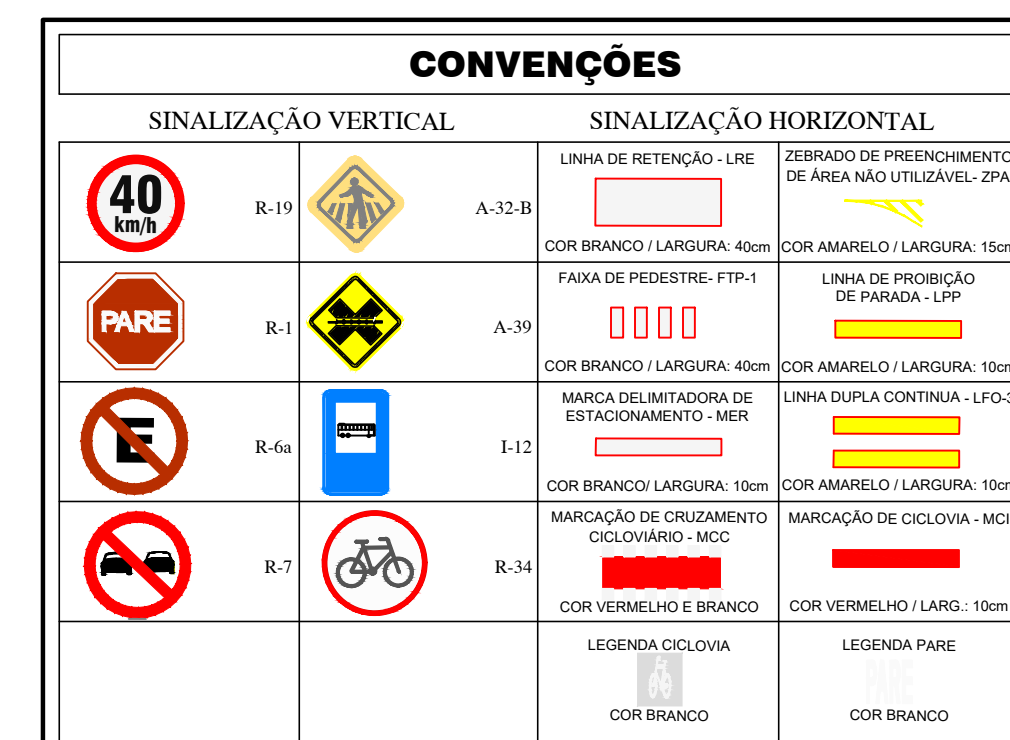 CONVENÇÕES
SINALIZAÇÃO VERTICAL
SINALIZAÇÃO HORIZONTAL
40
km/h
R-19
A-32-B
LINHA DE RETENÇÃO - LRE
COR BRANCO / LARGURA: 40cm
ZEBRADO DE PREENCHIMENTO
DE ÁREA NÃO UTILIZÁVEL- ZPA
COR AMARELO / LARGURA: 15cm
PARE
R-1
A-39
FAIXA DE PEDESTRE- FTP-1
COR BRANCO / LARGURA: 40cm
LINHA DE PROIBIÇÃO
DE PARADA - LPP
COR AMARELO / LARGURA: 10cm
E
R-6a
I-12
MARCA DELIMITADORA DE
ESTACIONAMENTO - MER
COR BRANCO/ LARGURA: 10cm
LINHA DUPLA CONTINUA - LFO-3
COR AMARELO / LARGURA: 10cm
R-7
R-34
MARCAÇÃO DE CRUZAMENTO
CICLOVIÁRIO - MCC
COR VERMELHO E BRANCO
MARCAÇÃO DE CICLOVIA - MCI
COR VERMELHO / LARG.: 10cm
LEGENDA CICLOVIA
COR BRANCO
LEGENDA PARE
PARE
COR BRANCO